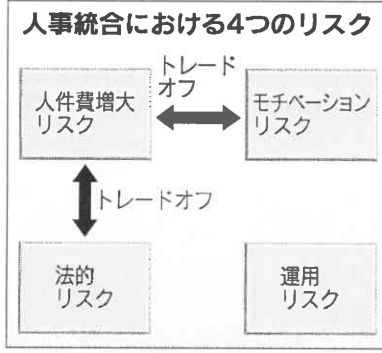 人事統合における4つのリスク
トレード
オフ
人件費増大
リスク
モチベーション
リスク
トレードオフ
法的
リスク
運用
リスク